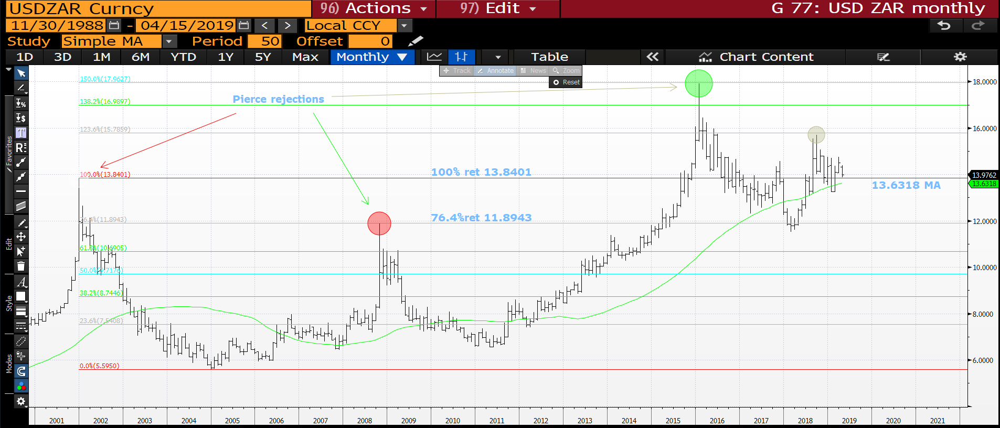 USDZAR Curncy 96) Actions 97) Edit G 77: USD ZAR monthly
11/30/1988 - 04/15/2019 < > Local CCY
Study Simple MA Period 50 Offset 0
1D 3D 1M 6M YTD 1Y 5Y Max Monthly ▼ Table « Chart Content
Track Annotate News Zoom
Reset
Favorites
Edit
Style
Modes
% 
$
T
R
A
150.0%(17.9627)
Pierce rejections
138.2%(16.9897)
123.6%(15.7859)
100.0%(13.8401)
100% ret 13.8401
13.6318 MA
76.4%(11.8943)
76.4%ret 11.8943
61.8%(10.6905)
50.0%(9.7176)
38.2%(8.7446)
23.6%(7.5408)
0.0%(5.5950)
18.0000
16.0000
13.9762
13.6318
12.0000
10.0000
8.0000
6.0000
2001 2002 2003 2004 2005 2006 2007 2008 2009 2010 2011 2012 2013 2014 2015 2016 2017 2018 2019 2020 2021